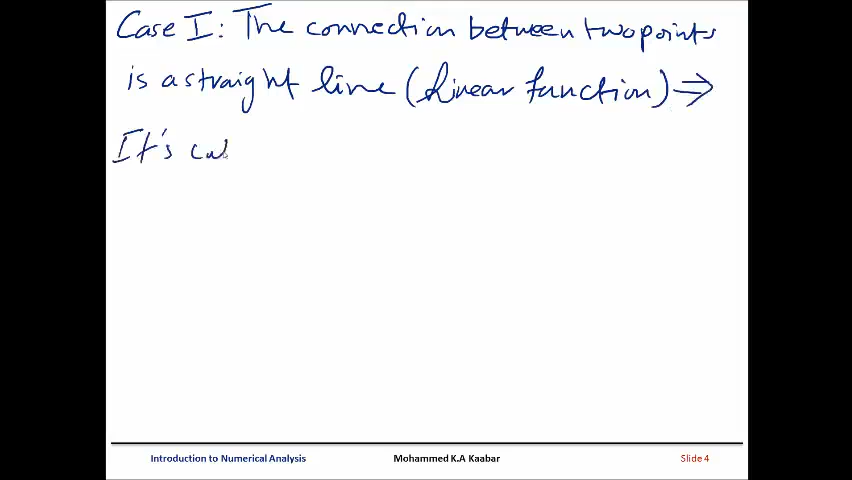 Case I: The connection between two points
is a straight line (Linear function) ⇒
It's
Introduction to Numerical Analysis Mohammed K.A Kaabar Slide 4